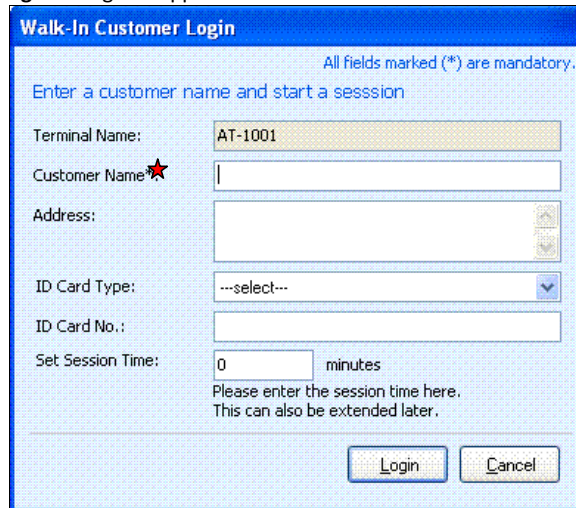 Walk-In Customer Login
All fields marked (*) are mandatory.
Enter a customer name and start a sesssion
Terminal Name: AT-1001
Customer Name*:
Address:
ID Card Type: ---select---
ID Card No.:
Set Session Time: 0 minutes
Please enter the session time here.
This can also be extended later.
Login Cancel